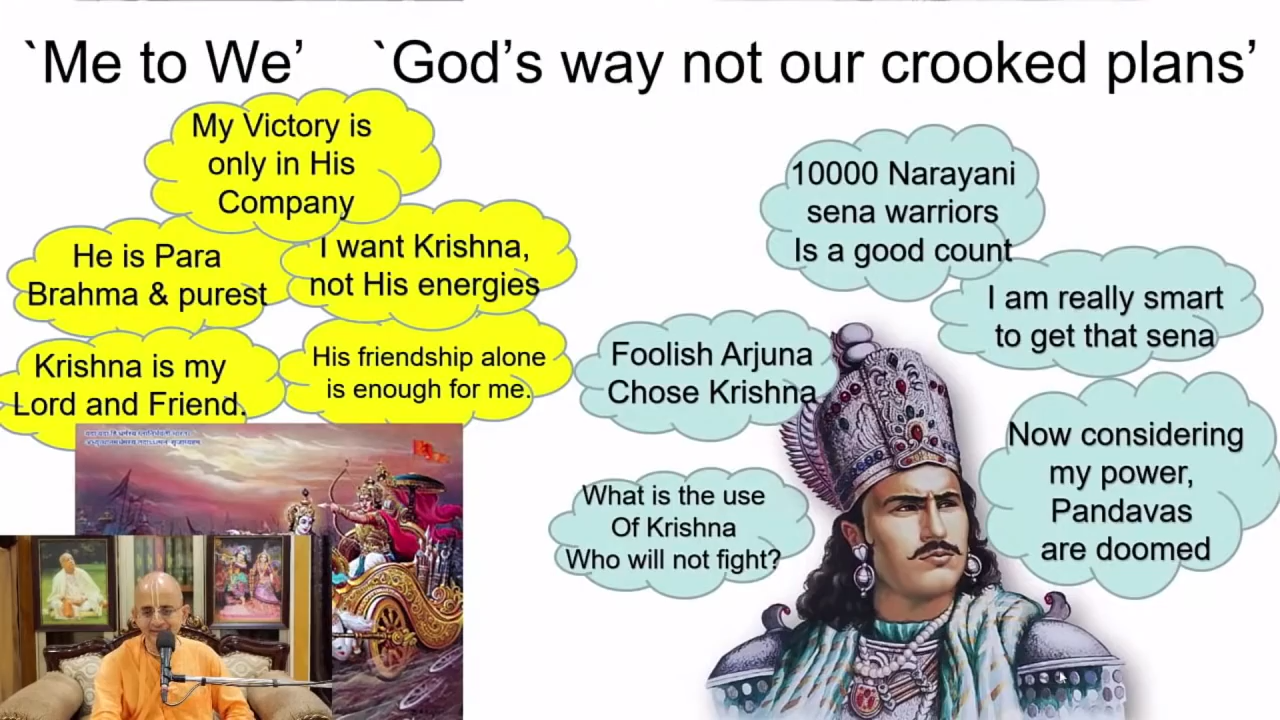 `Me to We’ `God’s way not our crooked plans’
My Victory is
only in His
Company
He is Para
Brahma & purest
I want Krishna,
not His energies
Krishna is my
Lord and Friend.
His friendship alone
is enough for me.
10000 Narayani
sena warriors
Is a good count
I am really smart
to get that sena
Foolish Arjuna
Chose Krishna
Now considering
my power,
Pandavas
are doomed
What is the use
Of Krishna
Who will not fight?